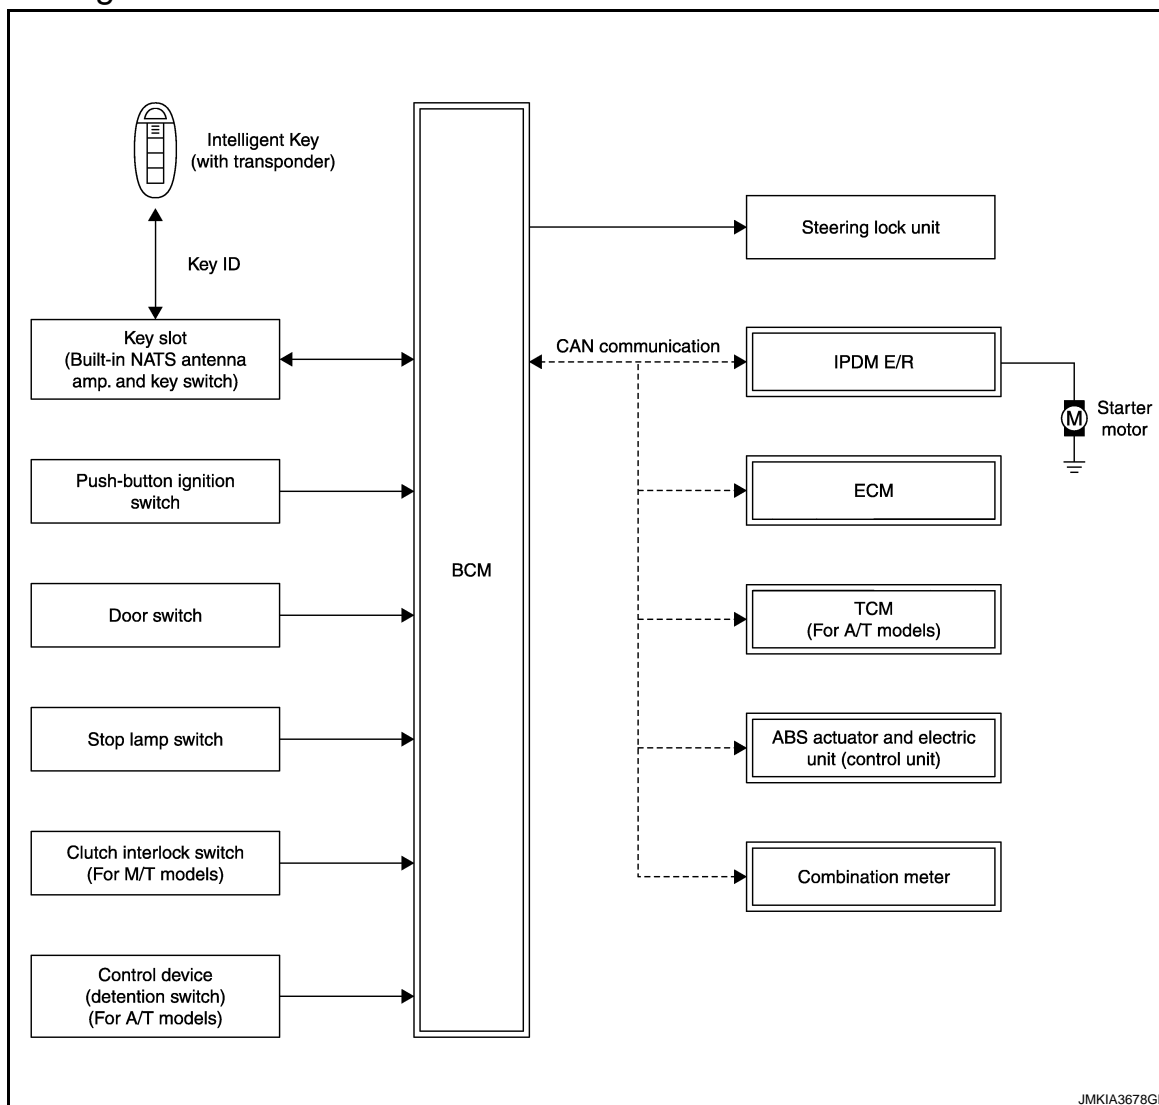 Intelligent Key
(with transponder)
Key ID
Key slot
(Built-in NATS antenna
amp. and key switch)
Push-button ignition
switch
Door switch
Stop lamp switch
Clutch interlock switch
(For M/T models)
Control device
(detention switch)
(For A/T models)
BCM
CAN communication
Steering lock unit
IPDM E/R
M
Starter
motor
ECM
TCM
(For A/T models)
ABS actuator and electric
unit (control unit)
Combination meter